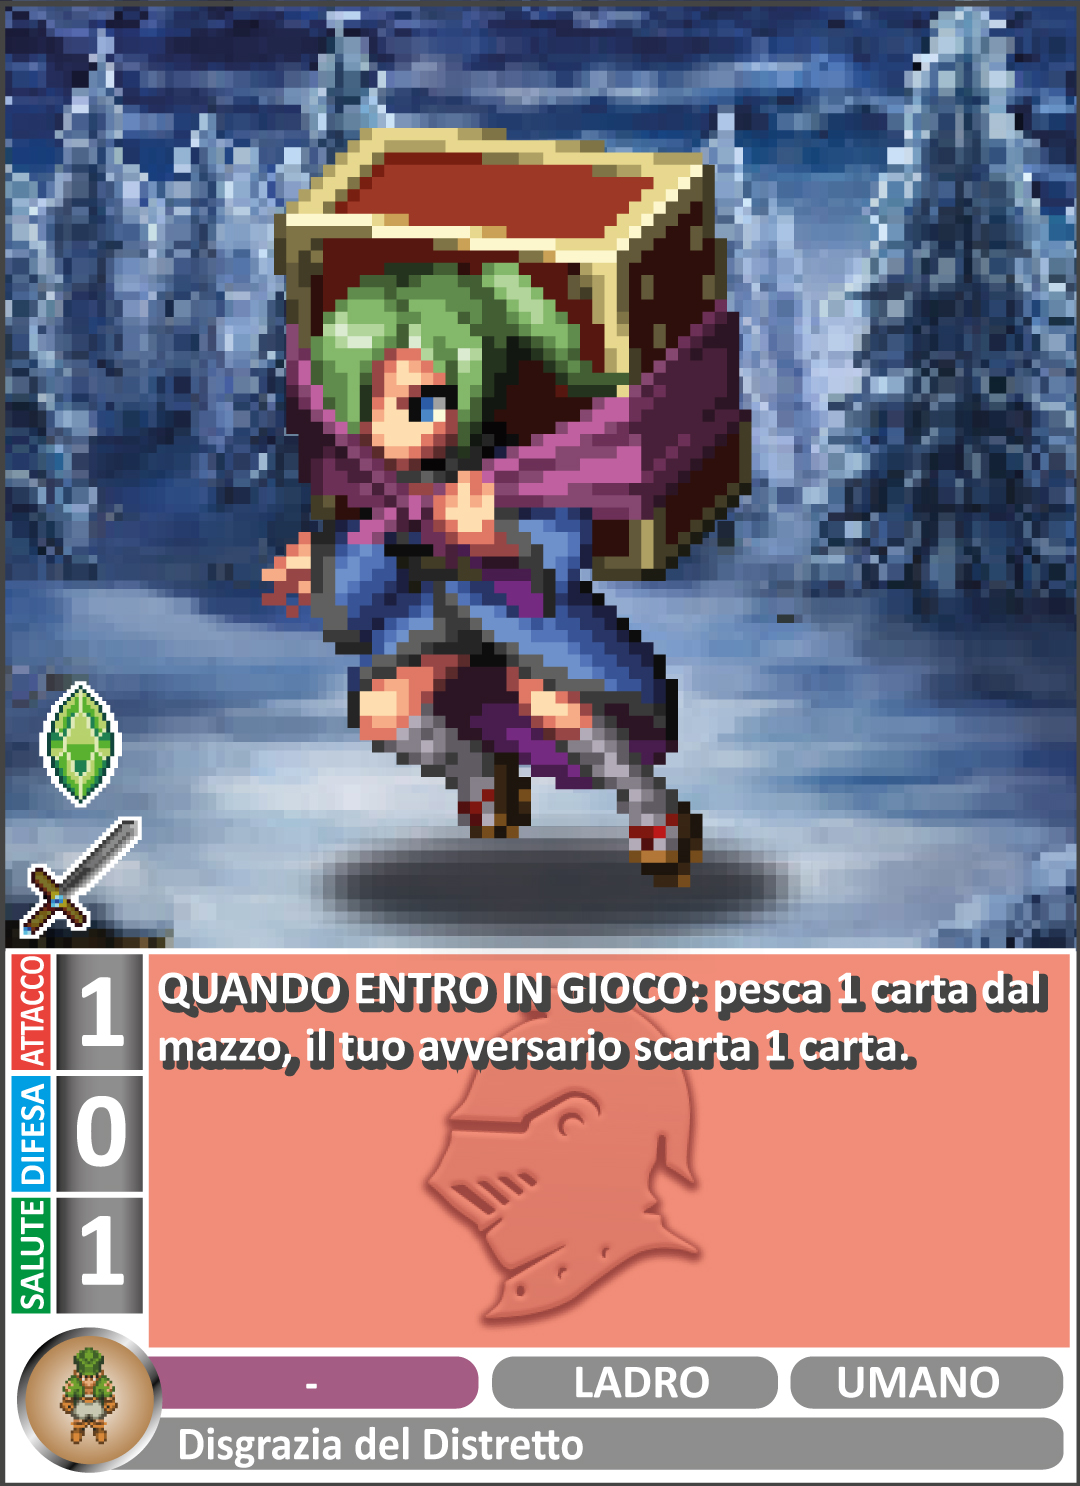 QUANDO ENTRO IN GIOCO: pesca 1 carta dal
mazzo, il tuo avversario scarta 1 carta.
ATTACCO
1
DIFESA
0
SALUTE
1
-
LADRO
UMANO
Disgrazia del Distretto